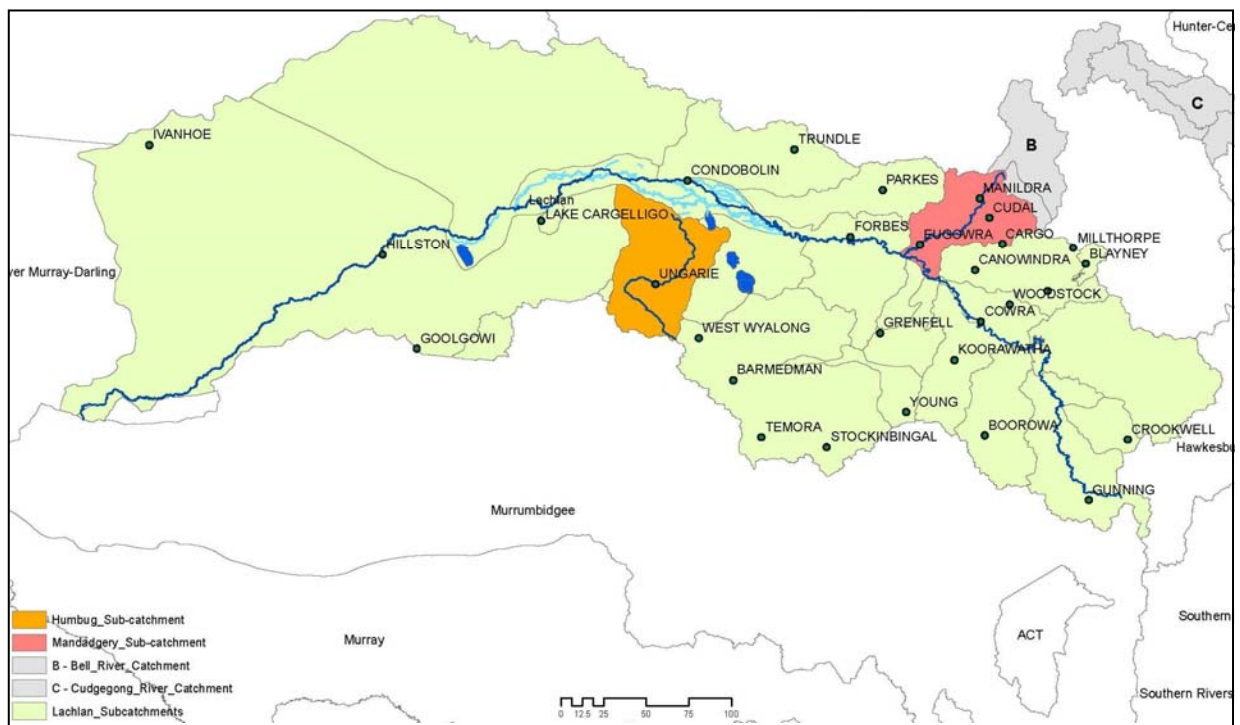 Hunter-Cen
C
B
IVANHOE
TRUNDLE
CONDOBOLIN
PARKES
MANILDRA
CUDAL
Lachlan
LAKE CARGELLIGO
FORBES
EUGOWRA
CARGO
MILLTHORPE
HILLSTON
CANOWINDRA
BLAYNEY
ver Murray-Darling
UNGARIE
WOODSTOCK
COWRA
WEST WYALONG
GRENFELL
GOOLGOWI
KOORAWATHA
BARMEDMAN
YOUNG
TEMORA
STOCKINBINGAL
BOOROWA
CROOKWELL
Hawkesbu
GUNNING
Murrumbidgee
Humbug_Sub-catchment
Mandadgery_Sub-catchment
Murray
ACT
Southern
B - Bell_River_Catchment
C - Cudgegong_River_Catchment
Southern Rivers
Lachlan_Subcatchments
0 12.5 25 50 75 100